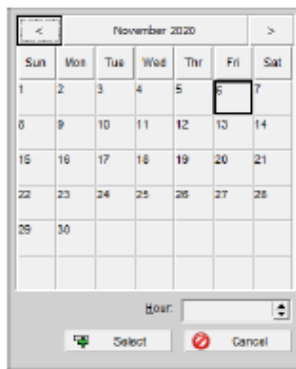 < November 2020 >
Sun Mon Tue Wed Thr Fri Sat
1 2 3 4 5 6 7
8 9 10 11 12 13 14
15 16 17 18 19 20 21
22 23 24 25 26 27 28
29 30
Hour:
Select Cancel